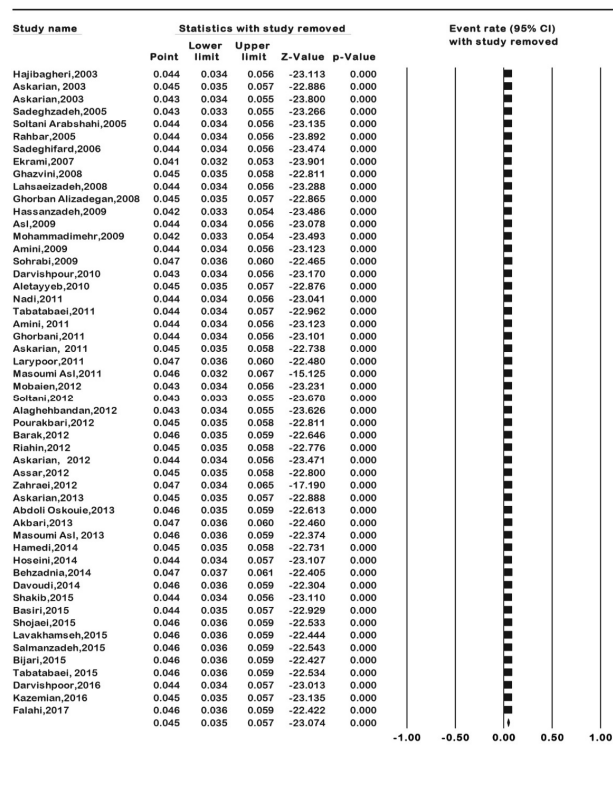 Study name Statistics with study removed Event rate (95% CI)
with study removed
Lower Upper
Point limit limit Z-Value p-Value
Hajibagheri,2003 0.044 0.034 0.056 -23.113 0.000
Askarian, 2003 0.045 0.035 0.057 -22.886 0.000
Askarian,2003 0.043 0.034 0.055 -23.800 0.000
Sadeghzadeh,2005 0.043 0.033 0.055 -23.266 0.000
Soltani Arabshahi,2005 0.044 0.034 0.056 -23.135 0.000
Rahbar,2005 0.044 0.034 0.056 -23.892 0.000
Sadeghifard,2006 0.044 0.034 0.056 -23.474 0.000
Ekrami,2007 0.041 0.032 0.053 -23.901 0.000
Ghazvini,2008 0.045 0.035 0.058 -22.811 0.000
Lahsaeizadeh,2008 0.044 0.034 0.056 -23.288 0.000
Ghorban Alizadegan,2008 0.045 0.035 0.057 -22.865 0.000
Hassanzadeh,2009 0.042 0.033 0.054 -23.486 0.000
Asl,2009 0.044 0.034 0.056 -23.078 0.000
Mohammadimehr,2009 0.042 0.033 0.054 -23.493 0.000
Amini,2009 0.044 0.034 0.056 -23.123 0.000
Sohrabi,2009 0.047 0.036 0.060 -22.465 0.000
Darvishpour,2010 0.043 0.034 0.056 -23.170 0.000
Aletayyeb,2010 0.045 0.035 0.057 -22.876 0.000
Nadi,2011 0.044 0.034 0.056 -23.041 0.000
Tabatabaei,2011 0.044 0.034 0.057 -22.962 0.000
Amini, 2011 0.044 0.034 0.056 -23.123 0.000
Ghorbani,2011 0.044 0.034 0.056 -23.101 0.000
Askarian, 2011 0.045 0.035 0.058 -22.738 0.000
Larypoor,2011 0.047 0.036 0.060 -22.480 0.000
Masoumi Asl,2011 0.046 0.032 0.067 -15.125 0.000
Mobaien,2012 0.043 0.034 0.056 -23.231 0.000
Soltani,2012 0.043 0.033 0.055 -23.678 0.000
Alaghehbandan,2012 0.043 0.034 0.055 -23.626 0.000
Pourakbari,2012 0.045 0.035 0.058 -22.811 0.000
Barak,2012 0.046 0.035 0.059 -22.646 0.000
Riahin,2012 0.045 0.035 0.058 -22.776 0.000
Askarian, 2012 0.044 0.034 0.056 -23.471 0.000
Assar,2012 0.045 0.035 0.058 -22.800 0.000
Zahraei,2012 0.047 0.034 0.065 -17.190 0.000
Askarian,2013 0.045 0.035 0.057 -22.888 0.000
Abdoli Oskouie,2013 0.046 0.035 0.059 -22.613 0.000
Akbari,2013 0.047 0.036 0.060 -22.460 0.000
Masoumi Asl, 2013 0.046 0.036 0.059 -22.374 0.000
Hamedi,2014 0.045 0.035 0.058 -22.731 0.000
Hoseini,2014 0.044 0.034 0.057 -23.107 0.000
Behzadnia,2014 0.047 0.037 0.061 -22.405 0.000
Davoudi,2014 0.046 0.036 0.059 -22.304 0.000
Shakib,2015 0.044 0.034 0.056 -23.110 0.000
Basiri,2015 0.044 0.035 0.057 -22.929 0.000
Shojaei,2015 0.046 0.036 0.059 -22.533 0.000
Lavakhamseh,2015 0.046 0.036 0.059 -22.444 0.000
Salmanzadeh,2015 0.046 0.036 0.059 -22.543 0.000
Bijari,2015 0.046 0.036 0.059 -22.427 0.000
Tabatabaei, 2015 0.046 0.036 0.059 -22.534 0.000
Darvishpoor,2016 0.044 0.034 0.057 -23.013 0.000
Kazemian,2016 0.045 0.035 0.057 -23.135 0.000
Falahi,2017 0.046 0.036 0.059 -22.422 0.000
0.045 0.035 0.057 -23.074 0.000
-1.00 -0.50 0.00 0.50 1.00